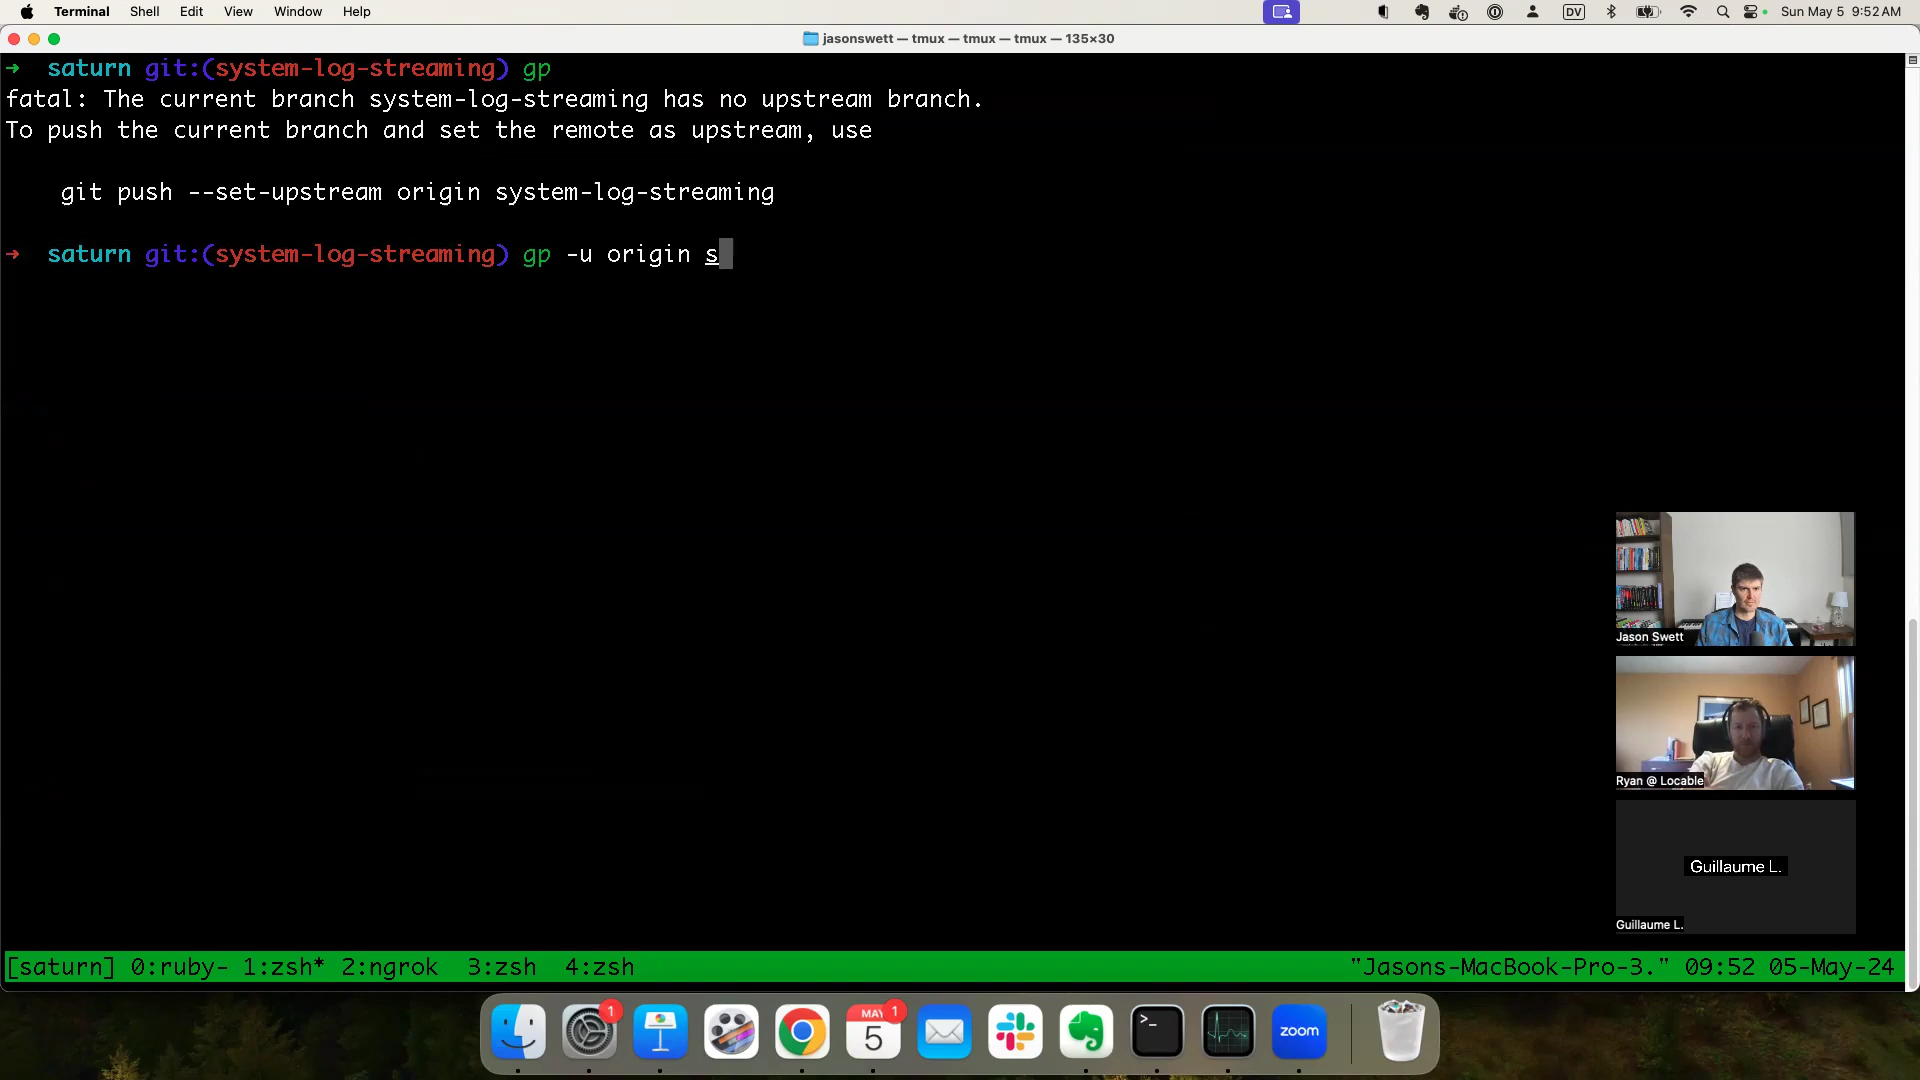 Terminal Shell Edit View Window Help DV Sun May 5 9:52 AM
jasonswett — tmux — tmux — tmux — 135×30
→ saturn git:(system-log-streaming) gp
fatal: The current branch system-log-streaming has no upstream branch.
To push the current branch and set the remote as upstream, use
git push --set-upstream origin system-log-streaming
→ saturn git:(system-log-streaming) gp -u origin s
Jason Swett
Ryan @ Locable
Guillaume L.
Guillaume L.
[saturn] 0:ruby- 1:zsh* 2:ngrok 3:zsh 4:zsh "Jasons-MacBook-Pro-3." 09:52 05-May-24
1
MAY 1
5
>_
zoom